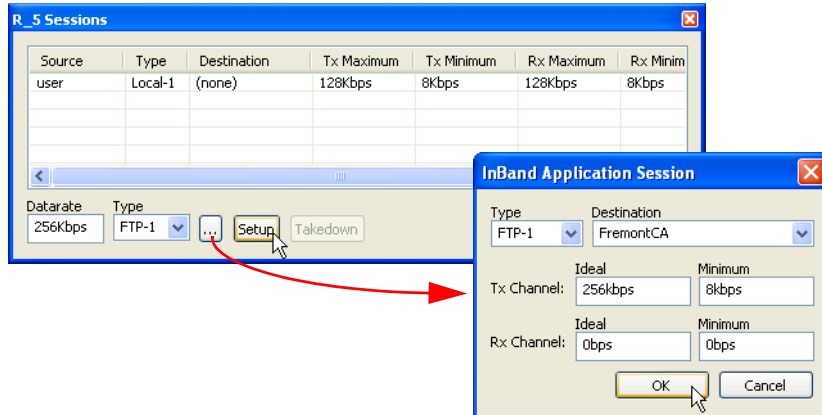 R_5 Sessions
Source Type Destination Tx Maximum Tx Minimum Rx Maximum Rx Minim
user Local-1 (none) 128Kbps 8Kbps 128Kbps 8Kbps
Datarate Type
256Kbps FTP-1 ... Setup Takedown
InBand Application Session
Type Destination
FTP-1 FremontCA
Ideal Minimum
Tx Channel: 256kbps 8kbps
Ideal Minimum
Rx Channel: 0bps 0bps
OK Cancel